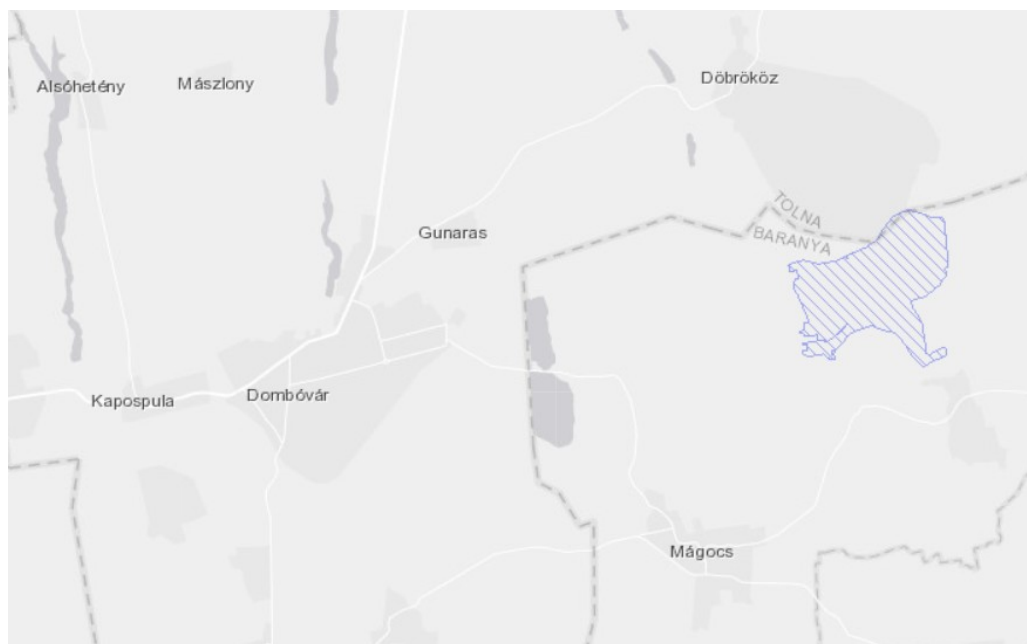 Alsóhetény
Mászlony
Döbrököz
TOLNA
BARANYA
Gunaras
Kapospula
Dombóvár
Mágocs